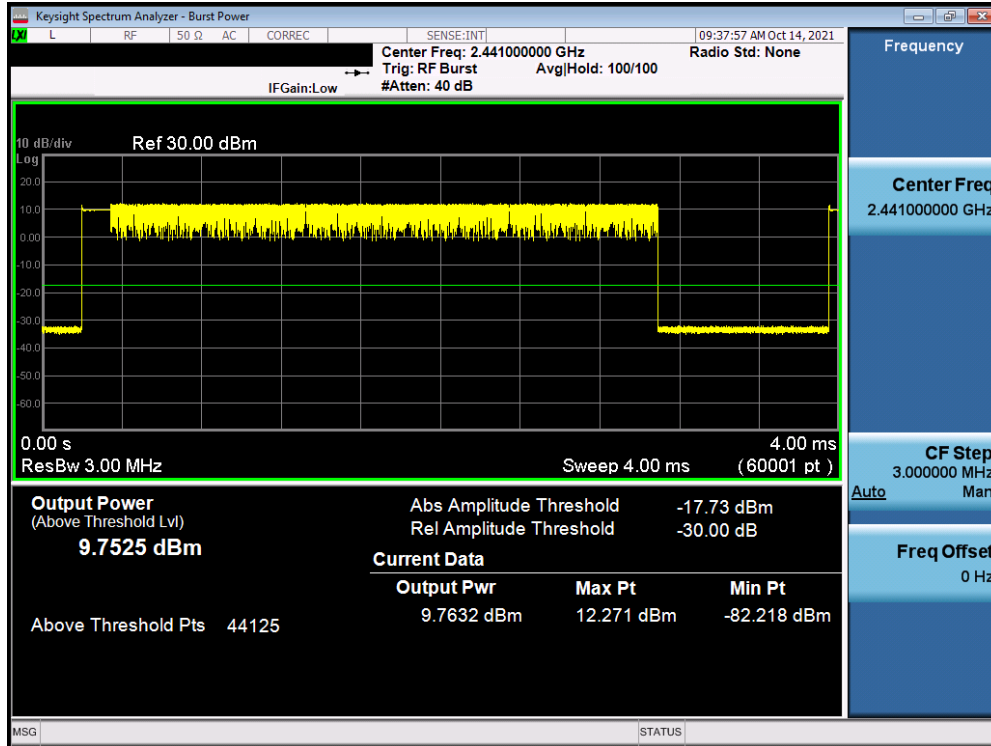 Keysight Spectrum Analyzer - Burst Power
LXI L RF 50 Ω AC CORREC SENSE:INT 09:37:57 AM Oct 14, 2021
Center Freq: 2.441000000 GHz Radio Std: None
Trig: RF Burst Avg|Hold: 100/100
IFGain:Low #Atten: 40 dB
Frequency
10 dB/div Ref 30.00 dBm
Log
20.0
10.0
0.00
-10.0
-20.0
-30.0
-40.0
-50.0
-60.0
0.00 s 4.00 ms
ResBw 3.00 MHz Sweep 4.00 ms (60001 pt)
Output Power
(Above Threshold Lvl)
9.7525 dBm
Above Threshold Pts 44125
Abs Amplitude Threshold -17.73 dBm
Rel Amplitude Threshold -30.00 dB
Current Data
Output Pwr Max Pt Min Pt
9.7632 dBm 12.271 dBm -82.218 dBm
Center Freq
2.441000000 GHz
CF Step
3.000000 MHz
Auto Man
Freq Offset
0 Hz
MSG STATUS